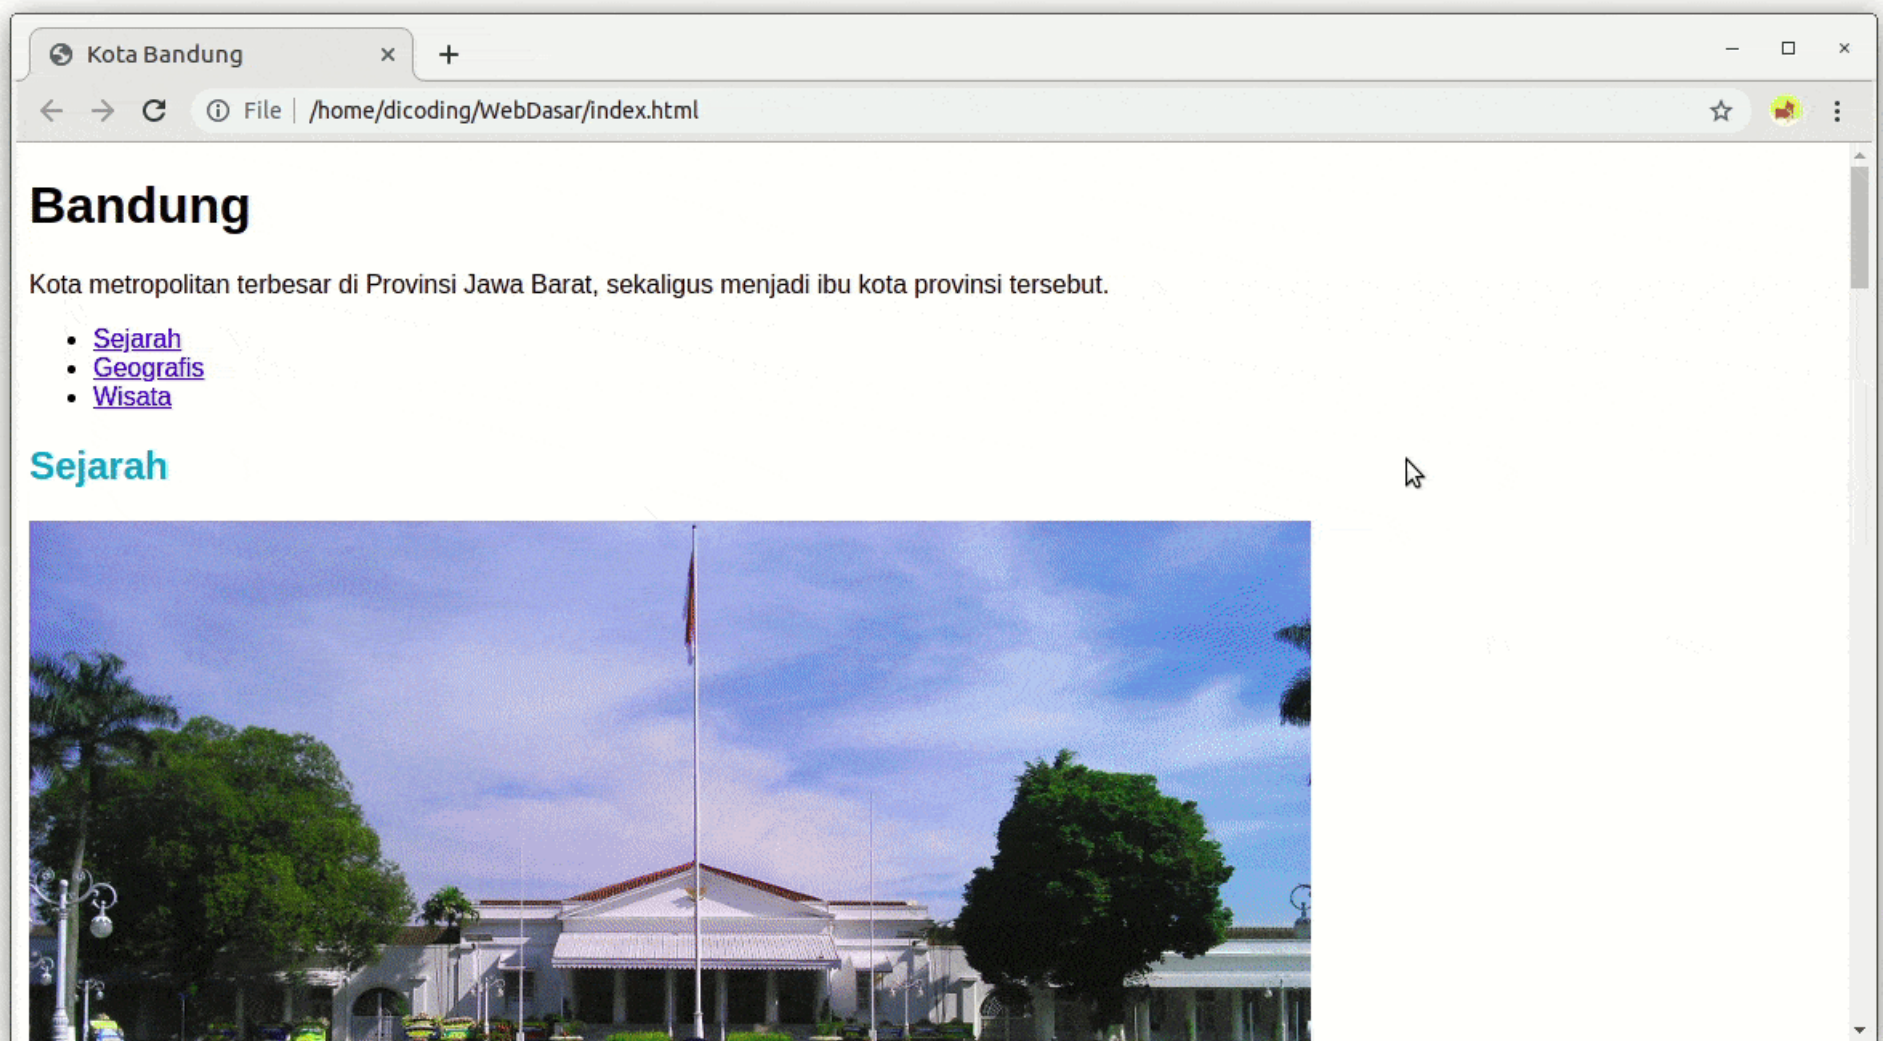 Kota Bandung
File /home/dicoding/WebDasar/index.html
Bandung
Kota metropolitan terbesar di Provinsi Jawa Barat, sekaligus menjadi ibu kota provinsi tersebut.
Sejarah
Geografis
Wisata
Sejarah